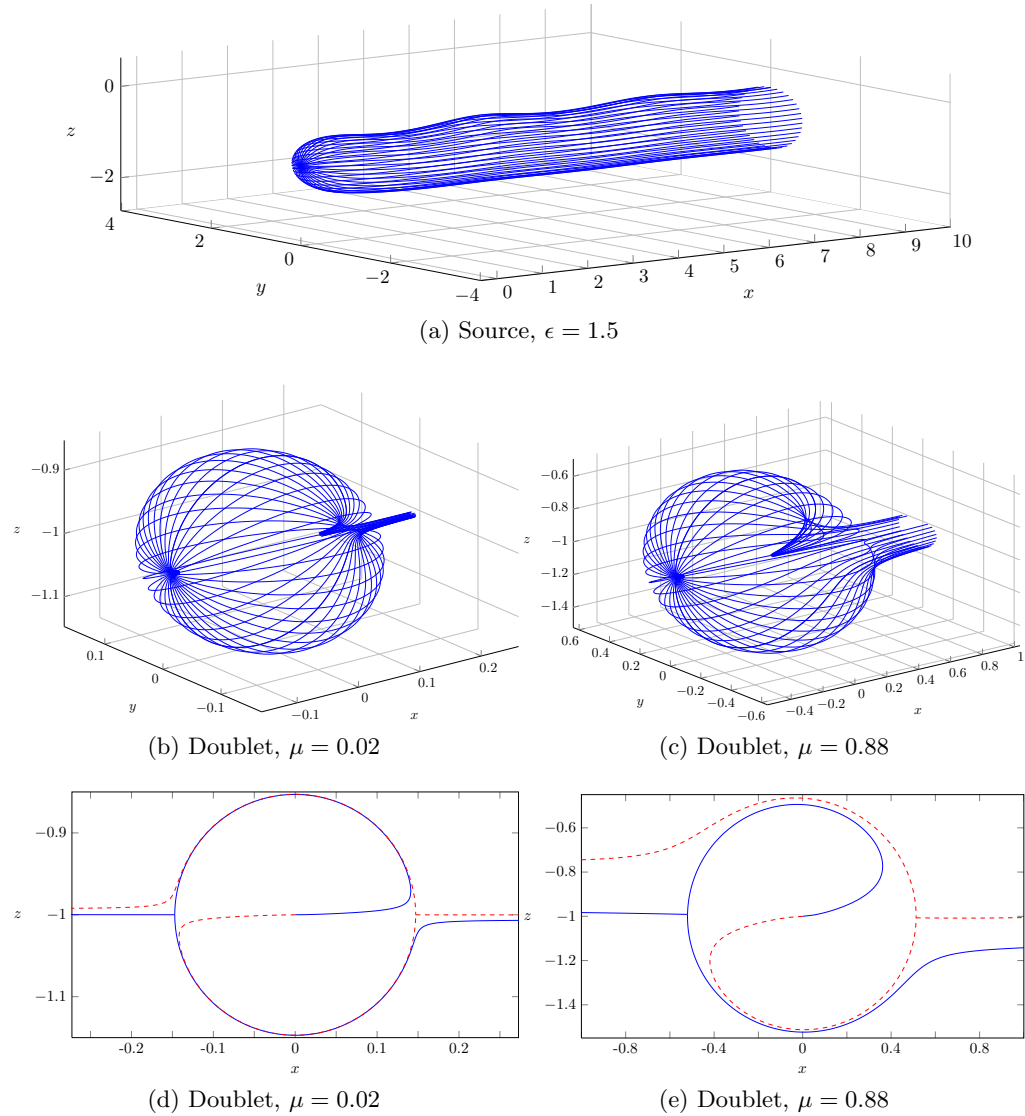 0
z
−2
4
2
0
−2
−4
y
0 1 2 3 4 5 6 7 8 9 10
x
(a) Source, ϵ = 1.5
−0.9
z
−1
−1.1
0.1
0
−0.1
y
−0.1
0
0.1
0.2
x
(b) Doublet, μ = 0.02
−0.6
−0.8
z
−1
−1.2
−1.4
0.6
0.4
0.2
0
−0.2
−0.4
−0.6
y
−0.4 −0.2 0 0.2 0.4 0.6 0.8 1
x
(c) Doublet, μ = 0.88
−0.9
z
−1
−1.1
−0.2 −0.1 0 0.1 0.2
x
(d) Doublet, μ = 0.02
−0.6
−0.8
z
−1
−1.2
−1.4
−0.8 −0.4 0 0.4 0.8
x
(e) Doublet, μ = 0.88